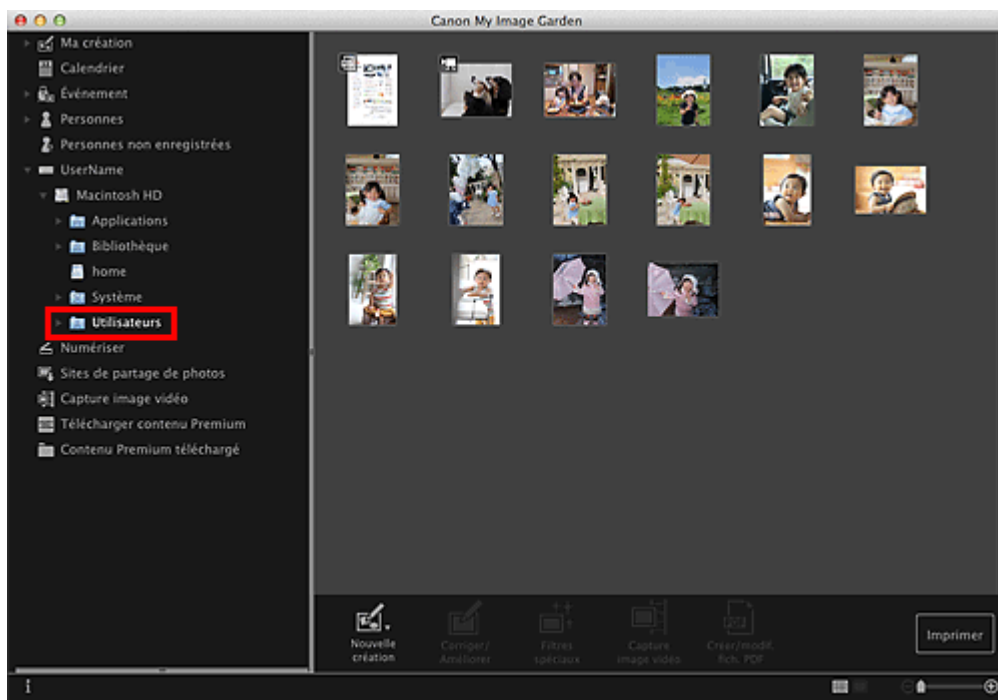 Canon My Image Garden
Ma création
Calendrier
Événement
Personnes
Personnes non enregistrées
UserName
Macintosh HD
Applications
Bibliothèque
home
Système
Utilisateurs
Numériser
Sites de partage de photos
Capture image vidéo
Télécharger contenu Premium
Contenu Premium téléchargé
Nouvelle
création
Corriger/
Améliorer
Filtres
spéciaux
Capture
image vidéo
Créer/modif.
fich. PDF
Imprimer